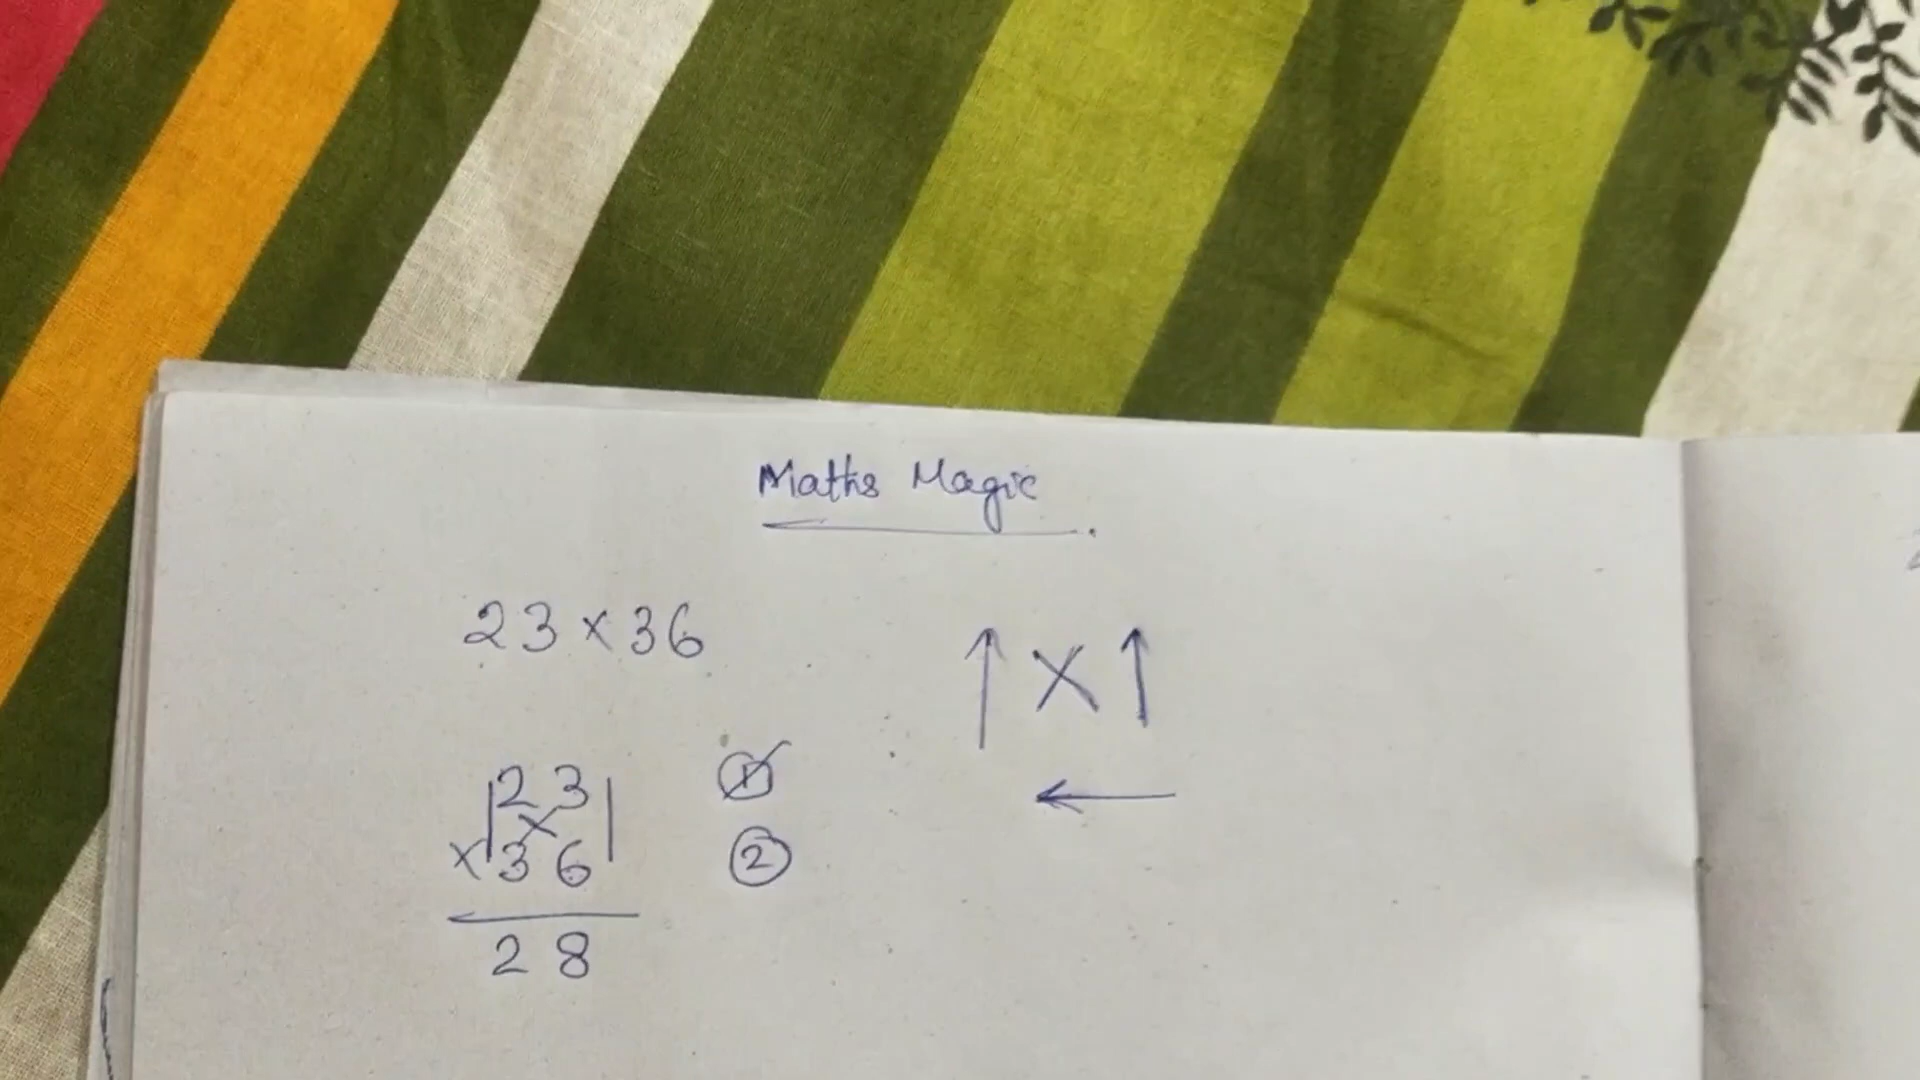 Maths Magic
23 × 36
↑ × ↑
←
23
① 
× 36
②
28